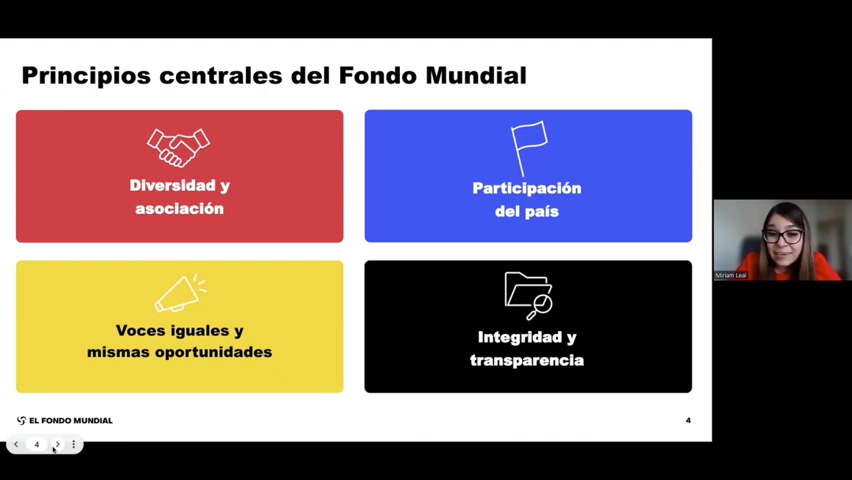 Principios centrales del Fondo Mundial
Diversidad y
asociación
Participación
del país
Voces iguales y
mismas oportunidades
Integridad y
transparencia
EL FONDO MUNDIAL
4
4
Miriam Leal